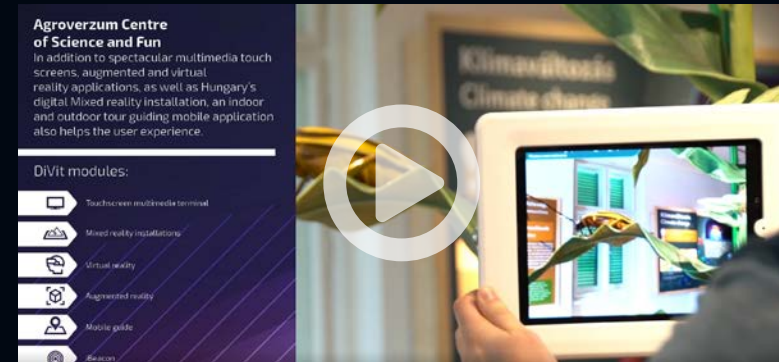 Agroverzum Centre
of Science and Fun
In addition to spectacular multimedia touch
screens, augmented and virtual
reality applications, as well as Hungary's
digital Mixed reality installation, an indoor
and outdoor tour guiding mobile application
also helps the user experience.
DiVit modules:
Touchscreen multimedia terminal
Mixed reality installations
Virtual reality
Augmented reality
Mobile guide
iBeacon
Klímaváltozás
Climate change